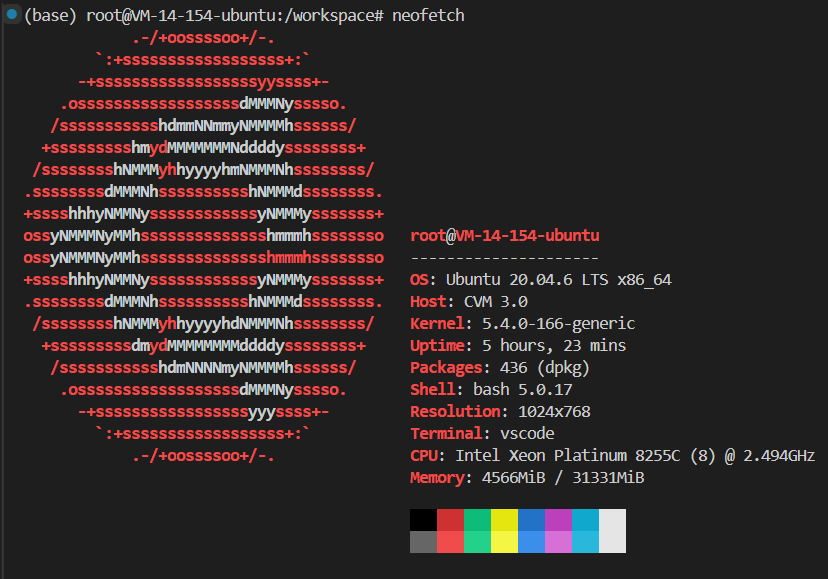 (base) root@VM-14-154-ubuntu:/workspace# neofetch
.-/+oossssoo+/-.
`:+ssssssssssssssssss+:`
-+ssssssssssssssssssyyssss+-
.ossssssssssssssssssdMMMNysssso.
/ssssssssssshdmmNNmmyNMMMMhssssss/
+ssssssssshmydMMMMMMMNddddyssssssss+
/sssssssshNMMMyhhyyyyhmNMMMNhssssssss/
.ssssssssdMMMNhsssssssssshNMMMdssssssss.
+sssshhhyNMMNyssssssssssssyNMMMysssssss+
ossyNMMMNyMMhsssssssssssssshmmmhssssssso root@VM-14-154-ubuntu
ossyNMMMNyMMhsssssssssssssshmmmhssssssso ---------------------
+sssshhhyNMMNyssssssssssssyNMMMysssssss+ OS: Ubuntu 20.04.6 LTS x86_64
.ssssssssdMMMNhsssssssssshNMMMdssssssss. Host: CVM 3.0
/sssssssshNMMMyhhyyyyhdNMMMNhssssssss/ Kernel: 5.4.0-166-generic
+sssssssssdmydMMMMMMMMddddyssssssss+ Uptime: 5 hours, 23 mins
/ssssssssssshdmNNNNmyNMMMMhssssss/ Packages: 436 (dpkg)
.ossssssssssssssssssdMMMNysssso. Shell: bash 5.0.17
-+sssssssssssssssssyyyssss+- Resolution: 1024x768
`:+ssssssssssssssssss+:` Terminal: vscode
.-/+oossssoo+/-. CPU: Intel Xeon Platinum 8255C (8) @ 2.494GHz
Memory: 4566MiB / 31331MiB